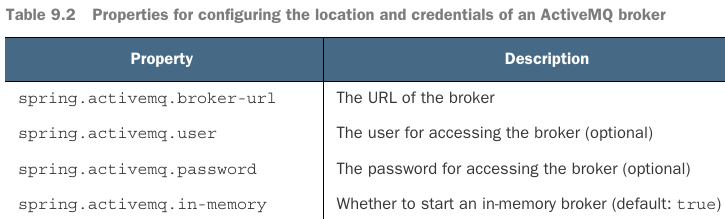 Table 9.2 Properties for configuring the location and credentials of an ActiveMQ broker
Property Description
spring.activemq.broker-url The URL of the broker
spring.activemq.user The user for accessing the broker (optional)
spring.activemq.password The password for accessing the broker (optional)
spring.activemq.in-memory Whether to start an in-memory broker (default: true)